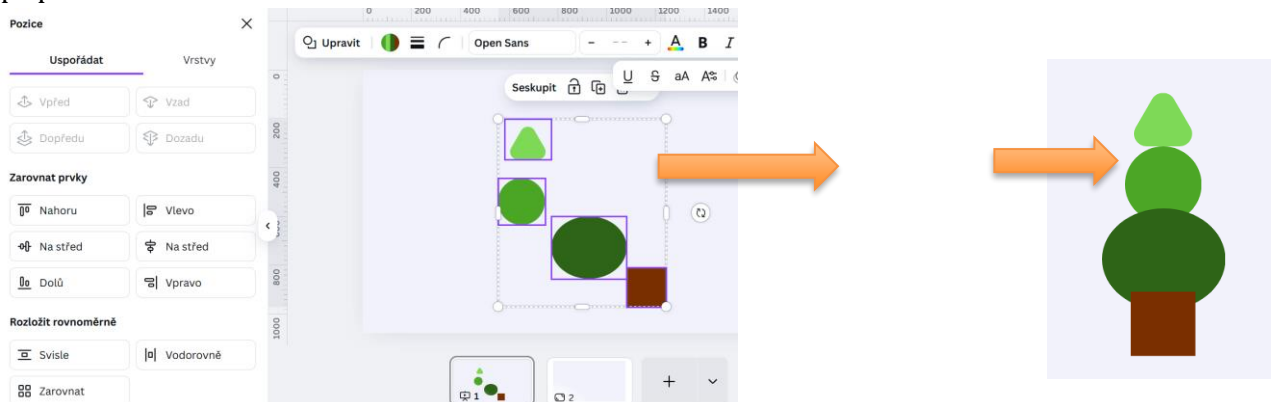 Pozice
Uspořádat Vrstvy
Vpřed Vzad
Dopředu Dozadu
Zarovnat prvky
Nahoru Vlevo
Na střed Na střed
Dolů Vpravo
Rozložit rovnoměrně
Svisle Vodorovně
Zarovnat
0 200 400 600 800 1000 1200 1400
Upravit Open Sans - -- + A B I
U S aA A
Seskupit
0
200
400
800
1000
1 2 +